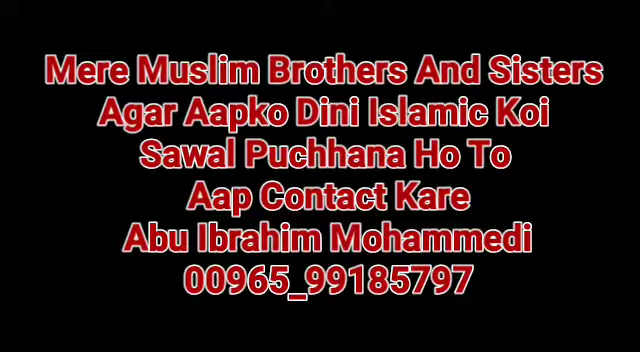 Mere Muslim Brothers And Sisters
Agar Aapko Dini Islamic Koi
Sawal Puchhana Ho To
Aap Contact Kare
Abu Ibrahim Mohammedi
00965_99185797